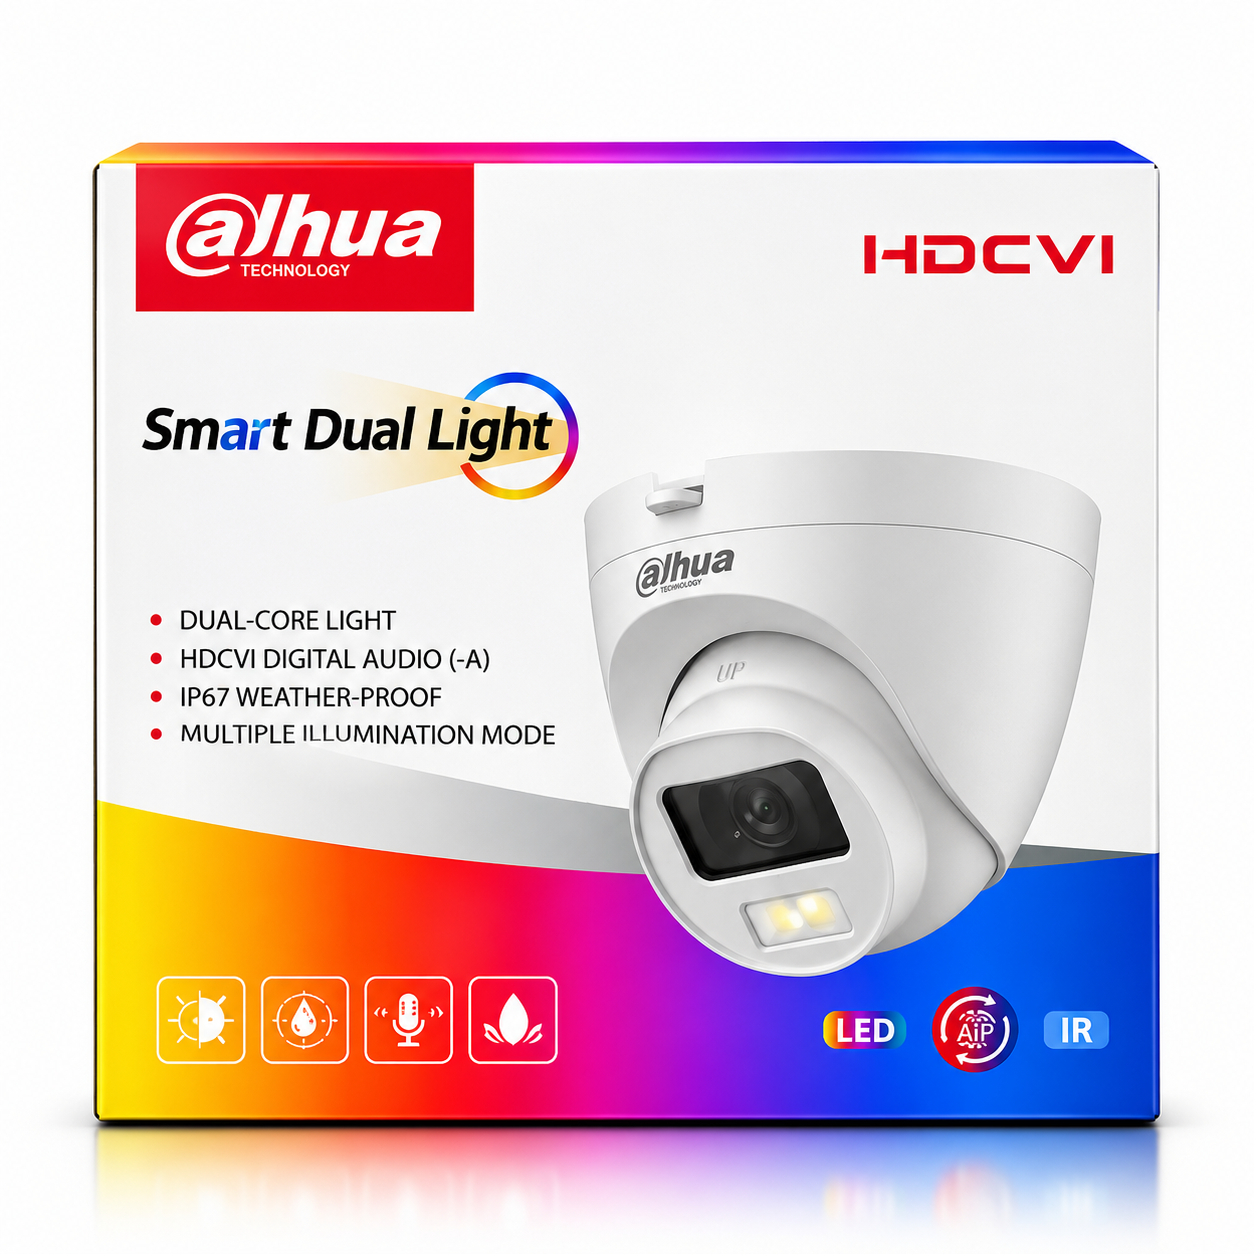 alhua
TECHNOLOGY
HDCVI
Smart Dual Light
DUAL-CORE LIGHT
HDCVI DIGITAL AUDIO (-A)
IP67 WEATHER-PROOF
MULTIPLE ILLUMINATION MODE
alhua
TECHNOLOGY
UP
LED
AiP
IR